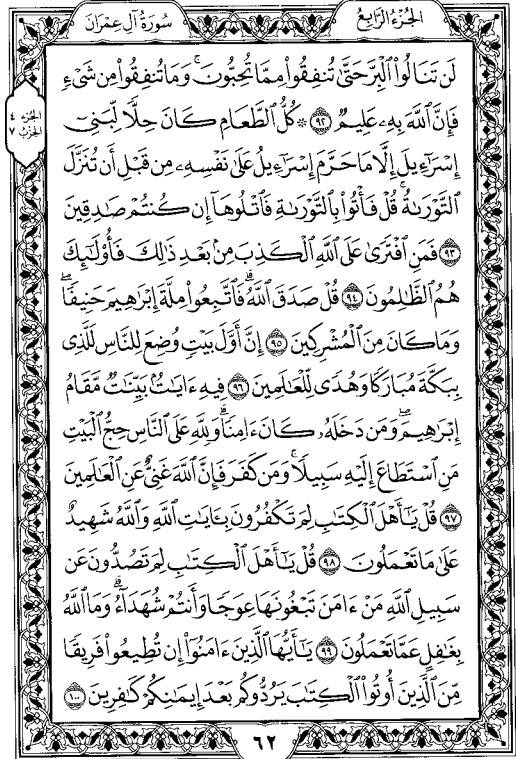 الجزء الرابع
سورة آل عمران
لَن تَنَالُوا۟ ٱلْبِرَّ حَتَّىٰ تُنفِقُوا۟ مِمَّا تُحِبُّونَ ۚ وَمَا تُنفِقُوا۟ مِن شَىْءٍ
فَإِنَّ ٱللَّهَ بِهِۦ عَلِيمٌ ٩٢ ۞ كُلُّ ٱلطَّعَامِ كَانَ حِلًّا لِّبَنِىٓ
إِسْرَٰٓءِيلَ إِلَّا مَا حَرَّمَ إِسْرَٰٓءِيلُ عَلَىٰ نَفْسِهِۦ مِن قَبْلِ أَن تُنَزَّلَ
ٱلتَّوْرَىٰةُ ۗ قُلْ فَأْتُوا۟ بِٱلتَّوْرَىٰةِ فَٱتْلُوهَآ إِن كُنتُمْ صَٰدِقِينَ
٩٣ فَمَنِ ٱفْتَرَىٰ عَلَى ٱللَّهِ ٱلْكَذِبَ مِنۢ بَعْدِ ذَٰلِكَ فَأُو۟لَٰٓئِكَ
هُمُ ٱلظَّٰلِمُونَ ٩٤ قُلْ صَدَقَ ٱللَّهُ ۗ فَٱتَّبِعُوا۟ مِلَّةَ إِبْرَٰهِيمَ حَنِيفًا ۖ
وَمَا كَانَ مِنَ ٱلْمُشْرِكِينَ ٩٥ إِنَّ أَوَّلَ بَيْتٍ وُضِعَ لِلنَّاسِ لَلَّذِى
بِبَكَّةَ مُبَارَكًا وَهُدًى لِّلْعَٰلَمِينَ ٩٦ فِيهِ ءَايَٰتٌۢ بَيِّنَٰتٌ مَّقَامُ
إِبْرَٰهِيمَ ۖ وَمَن دَخَلَهُۥ كَانَ ءَامِنًا ۗ وَلِلَّهِ عَلَى ٱلنَّاسِ حِجُّ ٱلْبَيْتِ
مَنِ ٱسْتَطَاعَ إِلَيْهِ سَبِيلًا ۚ وَمَن كَفَرَ فَإِنَّ ٱللَّهَ غَنِىٌّ عَنِ ٱلْعَٰلَمِينَ
٩٧ قُلْ يَٰٓأَهْلَ ٱلْكِتَٰبِ لِمَ تَكْفُرُونَ بِـَٔايَٰتِ ٱللَّهِ وَٱللَّهُ شَهِيدٌ
عَلَىٰ مَا تَعْمَلُونَ ٩٨ قُلْ يَٰٓأَهْلَ ٱلْكِتَٰبِ لِمَ تَصُدُّونَ عَن
سَبِيلِ ٱللَّهِ مَنْ ءَامَنَ تَبْغُونَهَا عِوَجًا وَأَنتُمْ شُهَدَآءُ ۗ وَمَا ٱللَّهُ
بِغَٰفِلٍ عَمَّا تَعْمَلُونَ ٩٩ يَٰٓأَيُّهَا ٱلَّذِينَ ءَامَنُوٓا۟ إِن تُطِيعُوا۟ فَرِيقًا
مِّنَ ٱلَّذِينَ أُوتُوا۟ ٱلْكِتَٰبَ يَرُدُّوكُم بَعْدَ إِيمَٰنِكُمْ كَٰفِرِينَ ١٠٠
الجزء ٤
الحزب ٧
٦٢